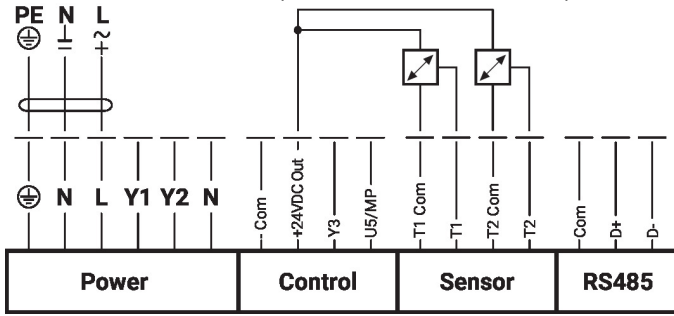 PE N L
N L Y1 Y2 N
- Com
+24VDC Out
Y3
U5/MP
T1 Com
T1
T2 Com
T2
Com
D+
D-
Power Control Sensor RS485